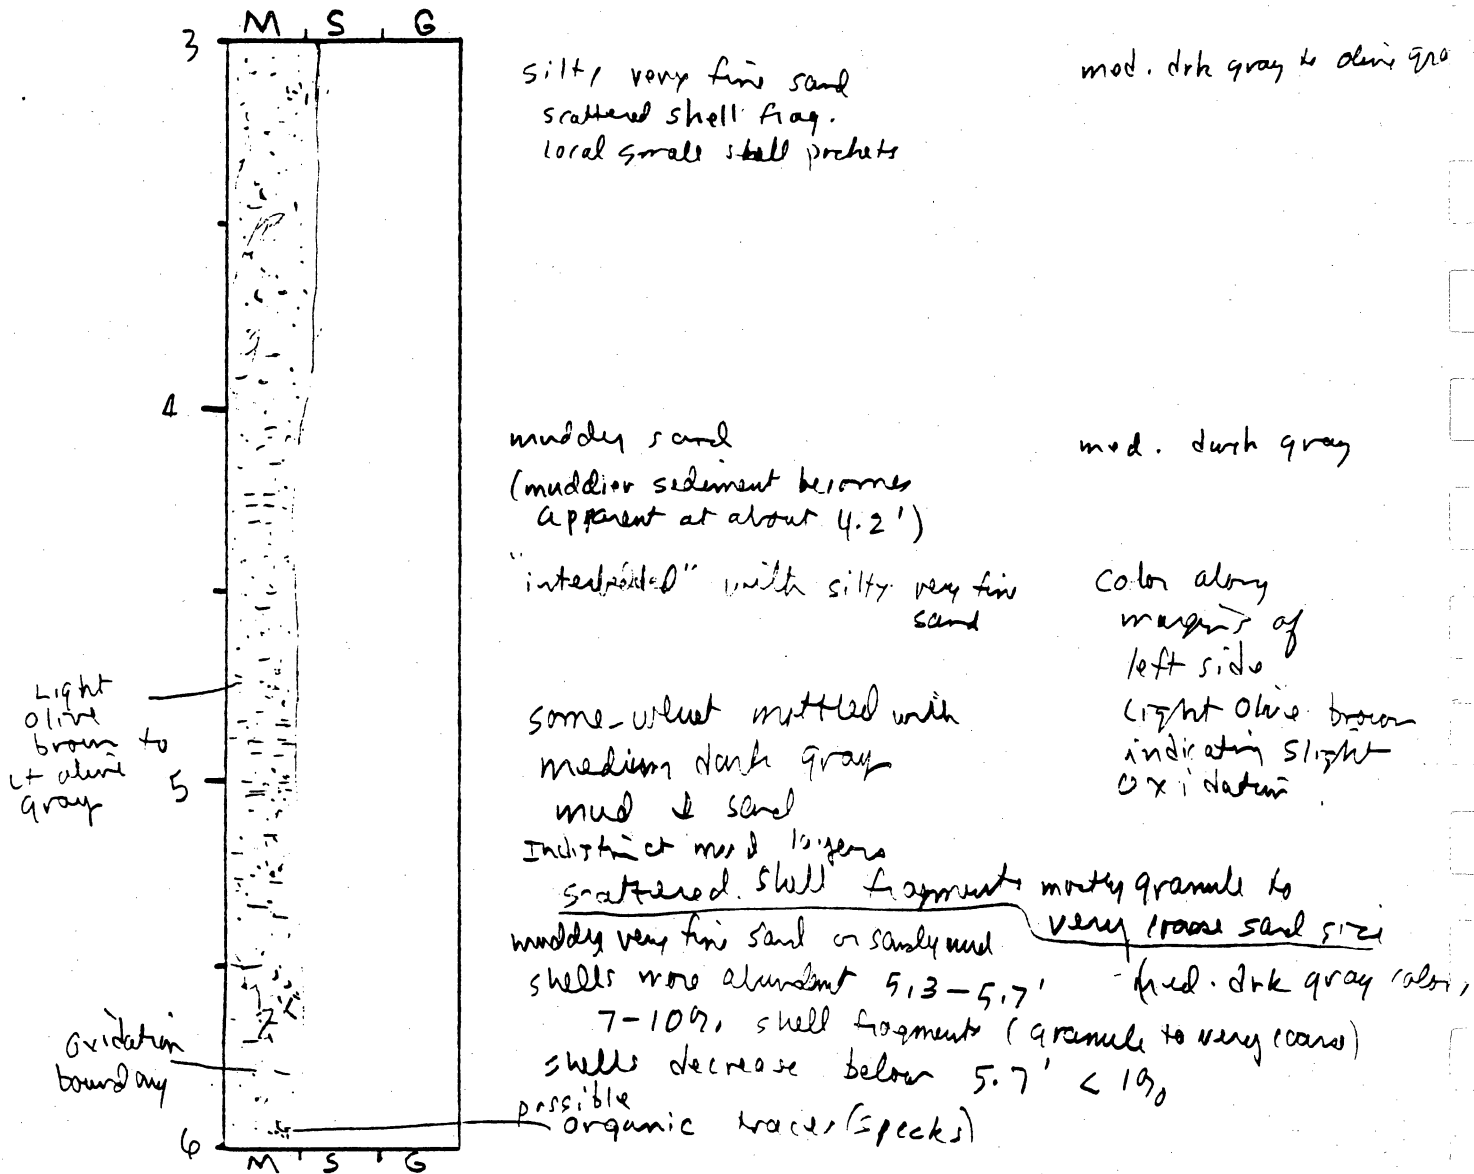 M S G
3
silty very fine sand
scattered shell frag.
local small shell pockets
mod. drk gray to olive gra
4
muddy sand
(muddier sediment becomes
apparent at about 4.2')
med. dark gray
"interbedded" with silty very fine
sand
color along
margins of
left side
light olive brown
indicating slight
oxidation.
Light
olive
brown to
Lt olive
gray
some-what mottled with
medium dark gray
mud & sand
5
Indistinct mud layers
scattered shell fragments mostly granule to
very coarse sand size
muddy very fine sand or sandy mud
shells more abundant 5.3-5.7'
med. drk gray color,
7-10% shell fragments (granule to very coarse)
shells decrease below 5.7' < 1%
oxidation
boundary
possible
organic traces (specks)
6
M S G